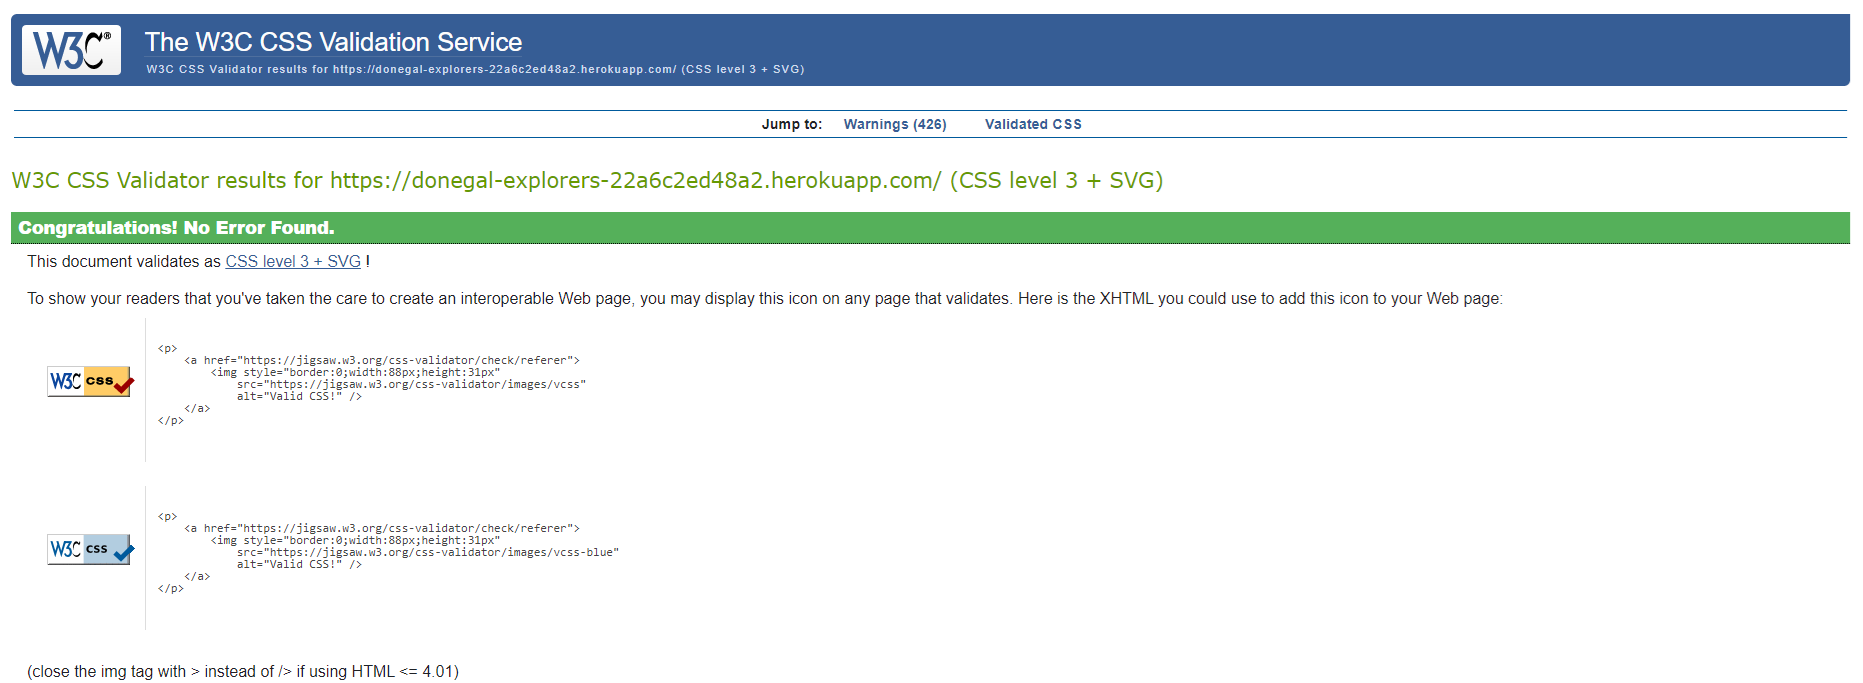 W3C®
The W3C CSS Validation Service
W3C CSS Validator results for https://donegal-explorers-22a6c2ed48a2.herokuapp.com/ (CSS level 3 + SVG)
Jump to: Warnings (426) Validated CSS
W3C CSS Validator results for https://donegal-explorers-22a6c2ed48a2.herokuapp.com/ (CSS level 3 + SVG)
Congratulations! No Error Found.
This document validates as CSS level 3 + SVG !
To show your readers that you've taken the care to create an interoperable Web page, you may display this icon on any page that validates. Here is the XHTML you could use to add this icon to your Web page:
W3C css
<p>
<a href="https://jigsaw.w3.org/css-validator/check/referer">
<img style="border:0;width:88px;height:31px"
src="https://jigsaw.w3.org/css-validator/images/vcss"
alt="Valid CSS!" />
</a>
</p>
W3C css
<p>
<a href="https://jigsaw.w3.org/css-validator/check/referer">
<img style="border:0;width:88px;height:31px"
src="https://jigsaw.w3.org/css-validator/images/vcss-blue"
alt="Valid CSS!" />
</a>
</p>
(close the img tag with > instead of /> if using HTML <= 4.01)